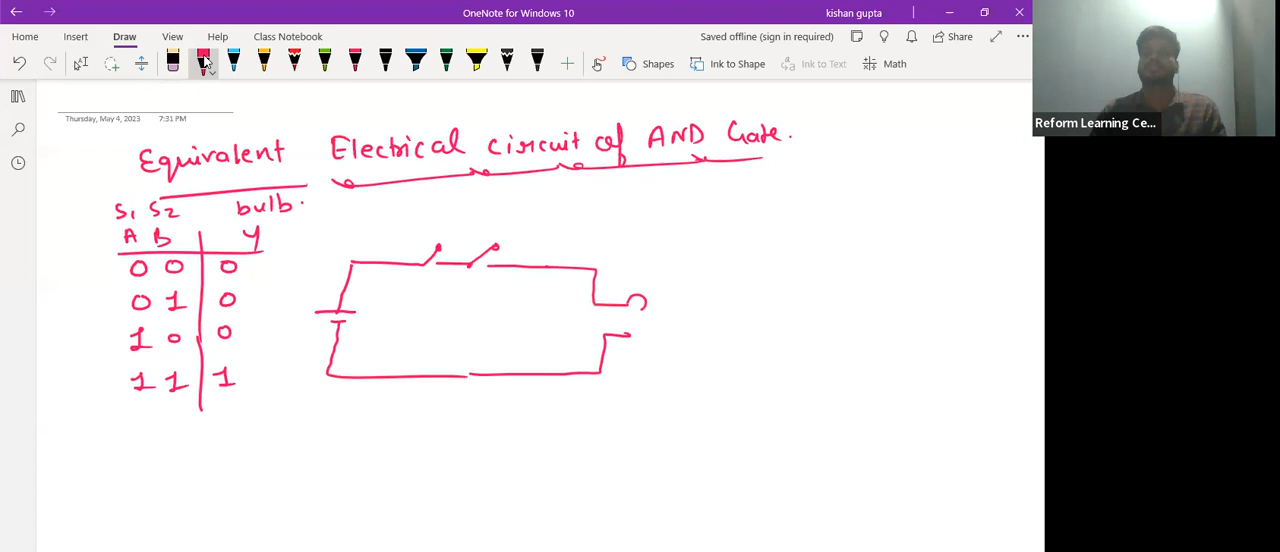 OneNote for Windows 10
kishan gupta
Home Insert Draw View Help Class Notebook
Saved offline (sign in required)
Share
Shapes
Ink to Shape
Ink to Text
Math
Reform Learning Ce...
Thursday, May 4, 2023 7:31 PM
Equivalent Electrical circuit of AND Gate.
S1 S2 bulb.
A B Y
0 0 0
0 1 0
1 0 0
1 1 1